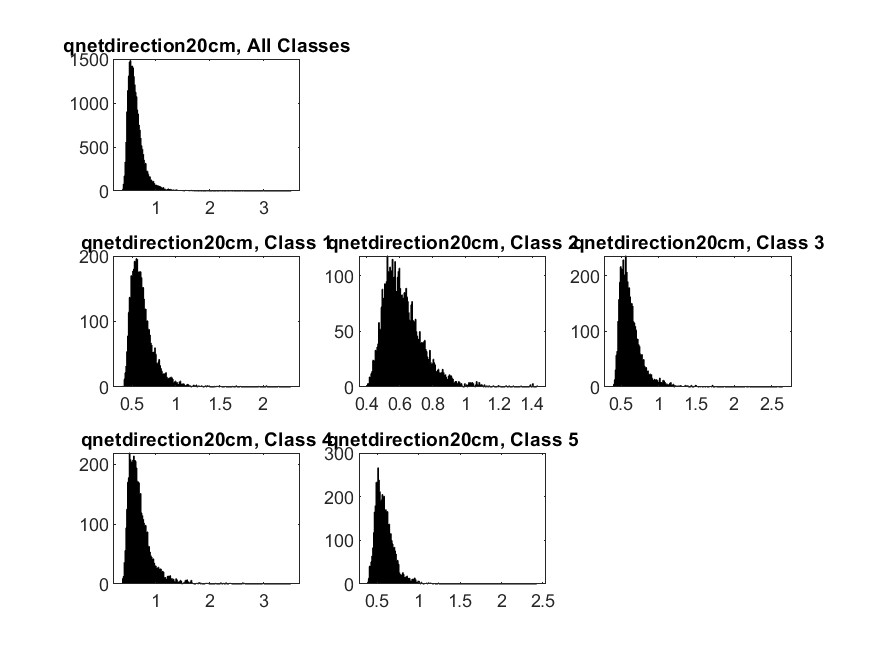 qnetdirection20cm, All Classes
1500
1000
500
0
1 2 3
qnetdirection20cm, Class 1
200
100
0
0.5 1 1.5 2
qnetdirection20cm, Class 2
100
50
0
0.4 0.6 0.8 1 1.2 1.4
qnetdirection20cm, Class 3
200
100
0
0.5 1 1.5 2 2.5
qnetdirection20cm, Class 4
200
100
0
1 2 3
qnetdirection20cm, Class 5
300
200
100
0
0.5 1 1.5 2 2.5